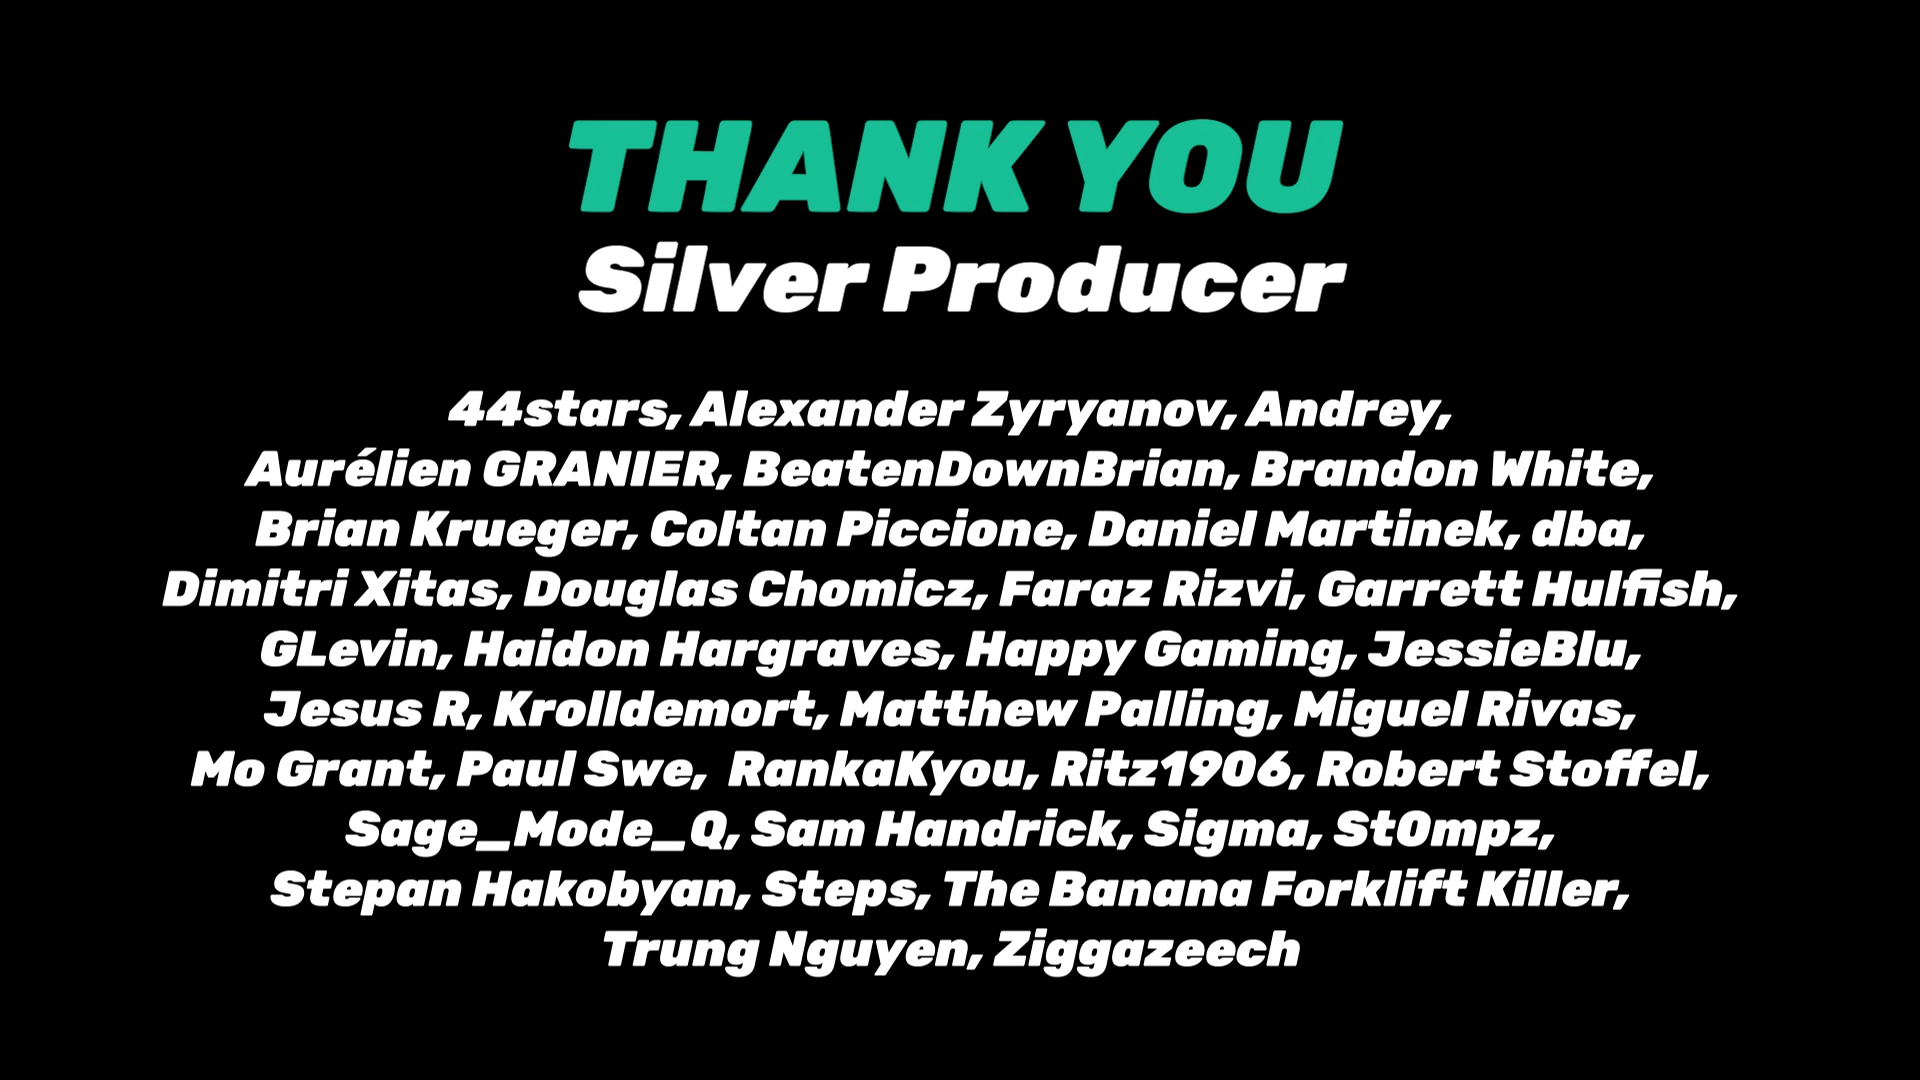 THANK YOU
Silver Producer
44stars, Alexander Zyryanov, Andrey,
Aurélien GRANIER, BeatenDownBrian, Brandon White,
Brian Krueger, Coltan Piccione, Daniel Martinek, dba,
Dimitri Xitas, Douglas Chomicz, Faraz Rizvi, Garrett Hulfish,
GLevin, Haidon Hargraves, Happy Gaming, JessieBlu,
Jesus R, Krolldemort, Matthew Palling, Miguel Rivas,
Mo Grant, Paul Swe, RankaKyou, Ritz1906, Robert Stoffel,
Sage_Mode_Q, Sam Handrick, Sigma, St0mpz,
Stepan Hakobyan, Steps, The Banana Forklift Killer,
Trung Nguyen, Ziggazeech